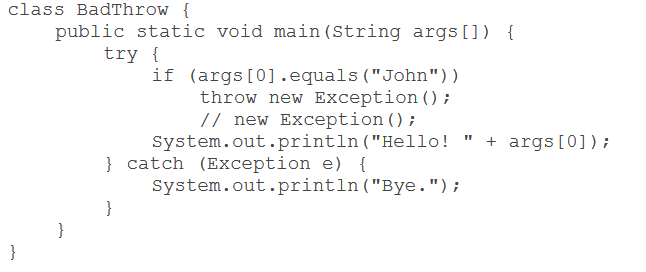 class BadThrow {
    public static void main(String args[]) {
        try {
            if (args[0].equals("John"))
                throw new Exception();
                // new Exception();
            System.out.println("Hello! " + args[0]);
        } catch (Exception e) {
            System.out.println("Bye.");
        }
    }
}